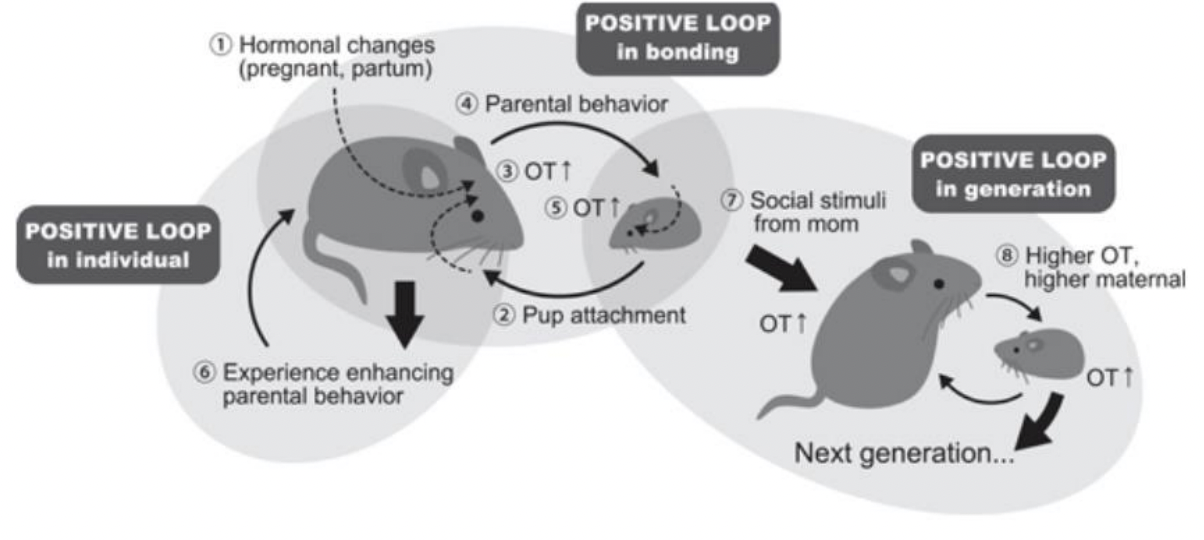 POSITIVE LOOP
in bonding
① Hormonal changes
(pregnant, partum)
④ Parental behavior
③ OT↑
⑤ OT↑
② Pup attachment
POSITIVE LOOP
in individual
⑥ Experience enhancing
parental behavior
POSITIVE LOOP
in generation
⑦ Social stimuli
from mom
⑧ Higher OT,
higher maternal
OT↑
OT↑
Next generation...